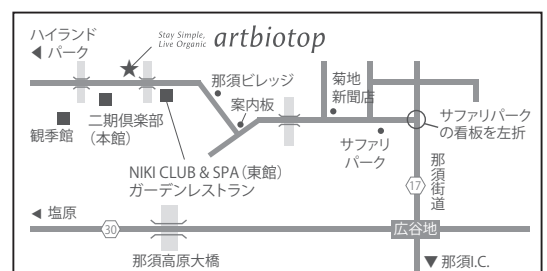 ハイランド
◀ パーク
Stay Simple,
Live Organic
artbiotop
那須ビレッジ
案内板
菊地
新聞店
観季館
二期倶楽部
（本館）
サファリ
パーク
サファリパーク
の看板を左折
NIKI CLUB & SPA（東館）
ガーデンレストラン
17
那須街道
◀ 塩原
30
広谷地
那須高原大橋
▼ 那須I.C.